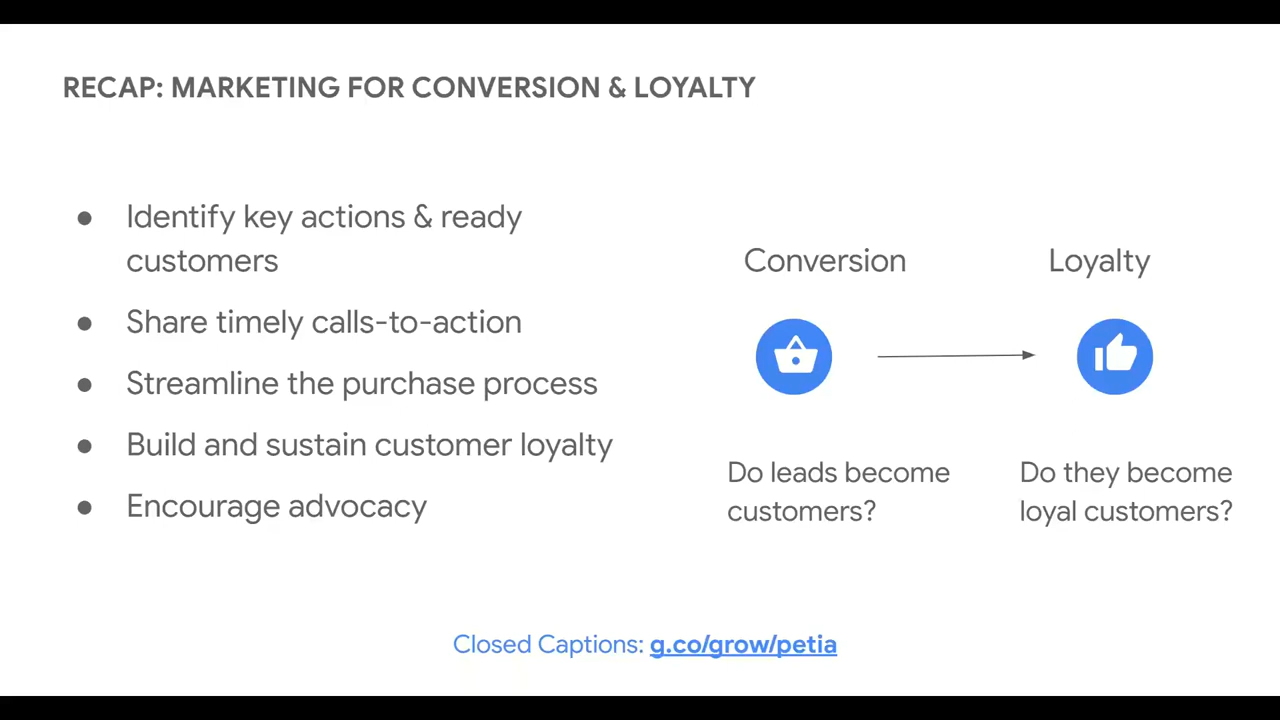 RECAP: MARKETING FOR CONVERSION & LOYALTY
● Identify key actions & ready
customers
● Share timely calls-to-action
● Streamline the purchase process
● Build and sustain customer loyalty
● Encourage advocacy
Conversion
Do leads become
customers?
Loyalty
Do they become
loyal customers?
Closed Captions: g.co/grow/petia